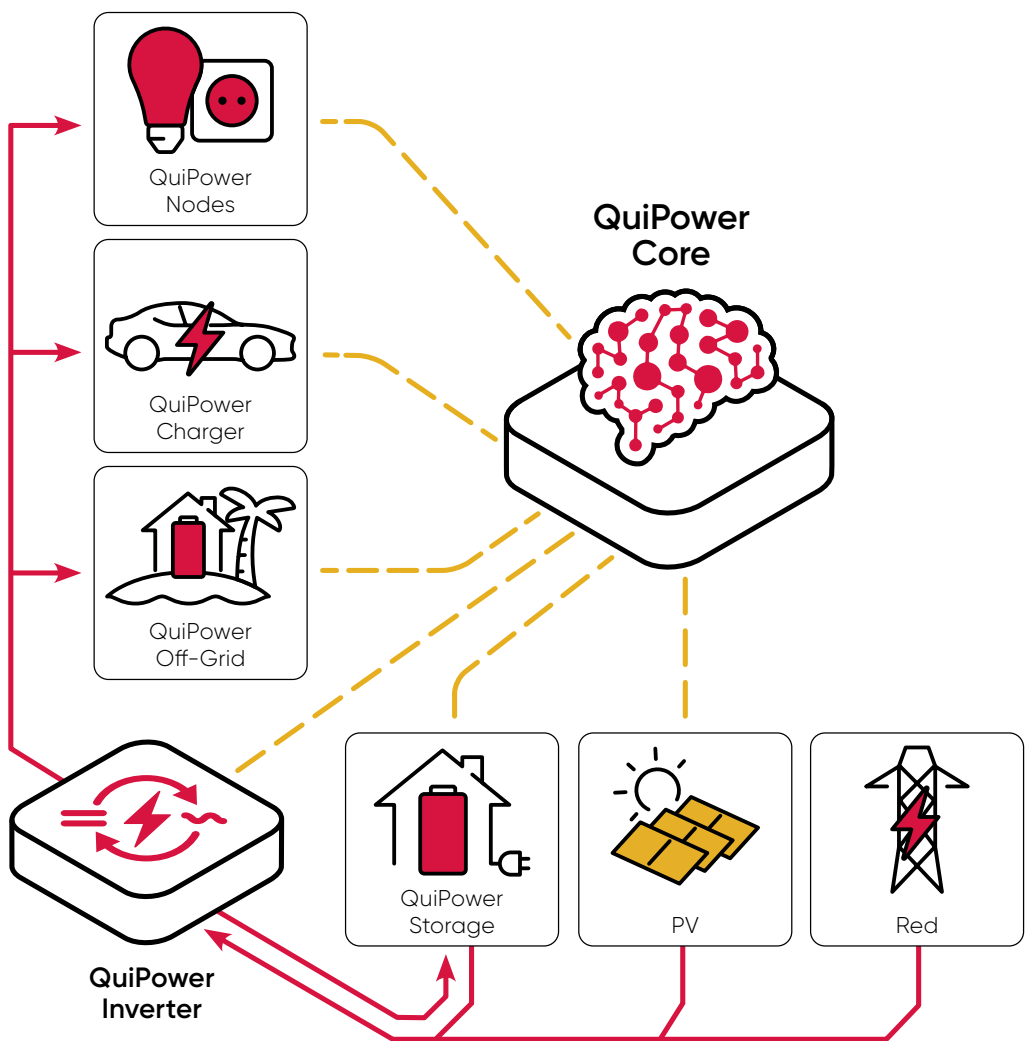 QuiPower
Nodes
QuiPower
Core
QuiPower
Charger
QuiPower
Off-Grid
QuiPower
Storage
PV
Red
QuiPower
Inverter